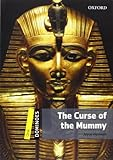 OXFORD
DOMINOES
The Curse of
the Mummy